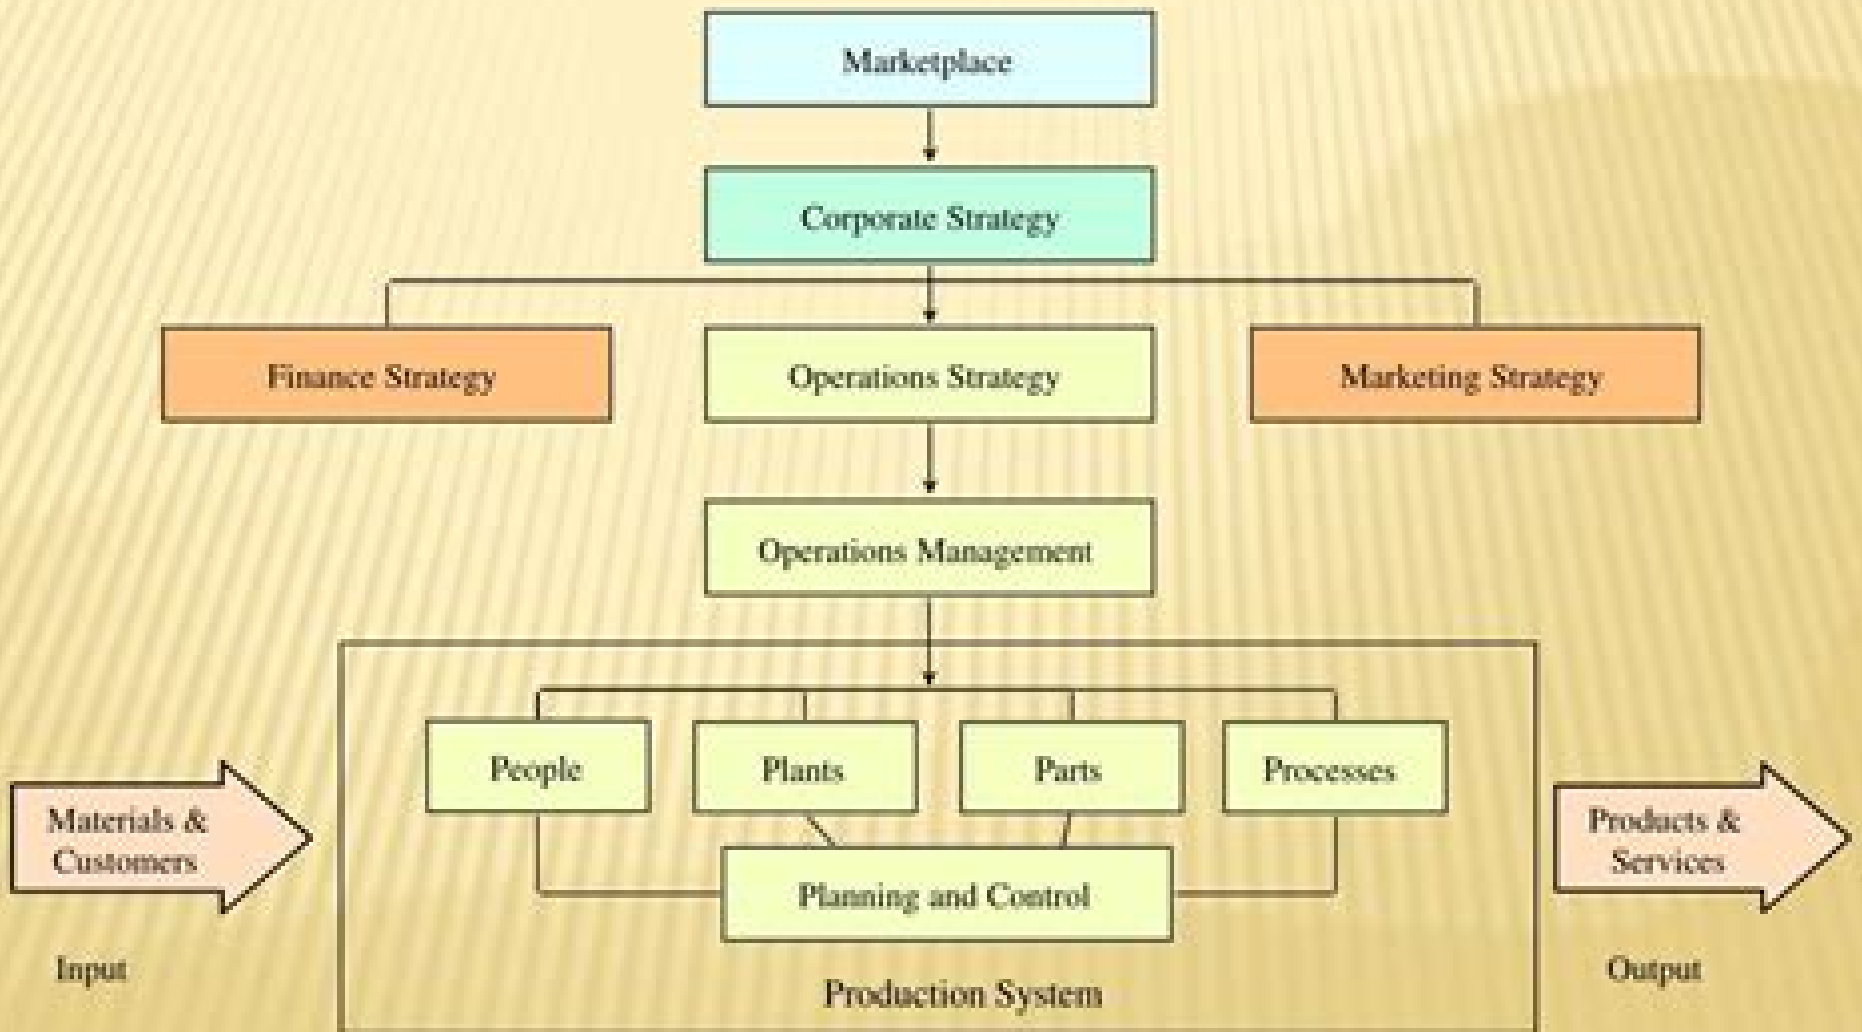 Marketplace
Corporate Strategy
Finance Strategy
Operations Strategy
Marketing Strategy
Operations Management
People
Plants
Parts
Processes
Materials &
Customers
Products &
Services
Planning and Control
Input
Output
Production System